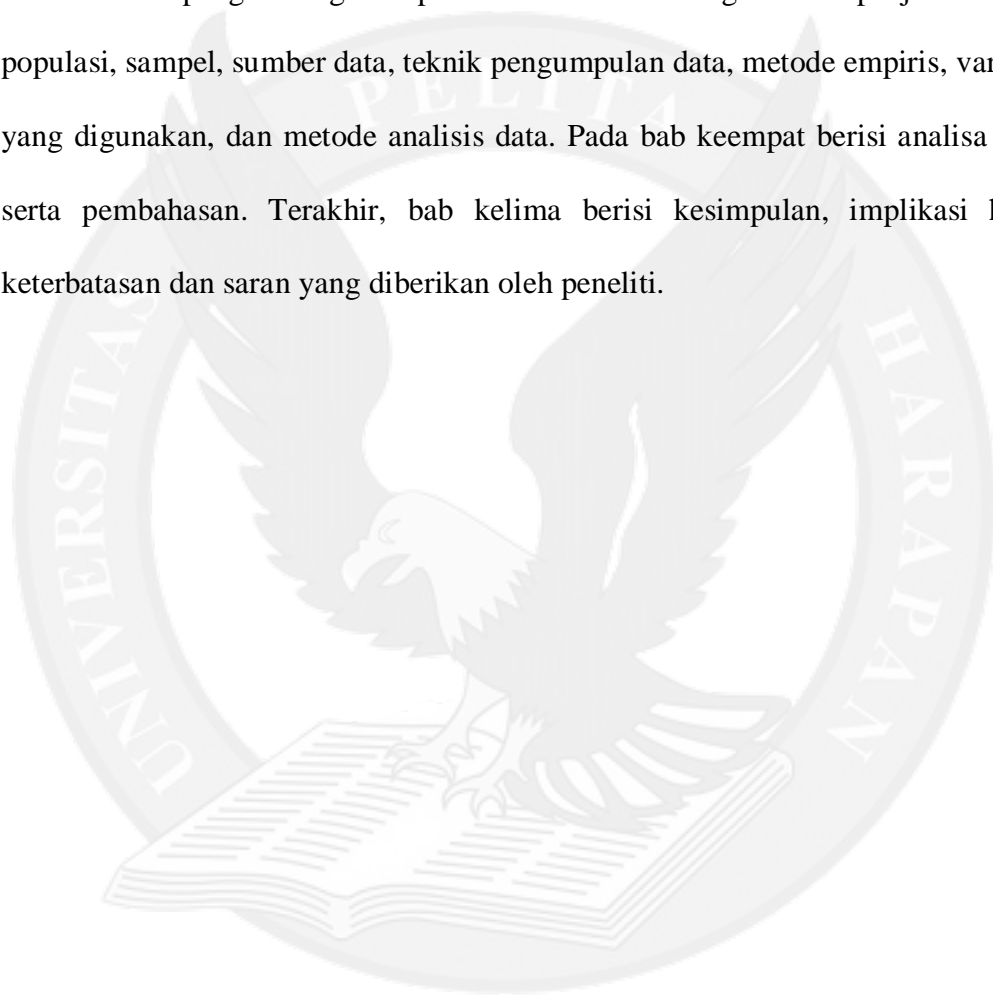 populasi, sampel, sumber data, teknik pengumpulan data, metode empiris,
yang digunakan, dan metode analisis data. Pada bab keempat berisi analisa
serta pembahasan. Terakhir, bab kelima berisi kesimpulan, implikasi
keterbatasan dan saran yang diberikan oleh peneliti.
UNIVERSITAS PELITA HARAPAN